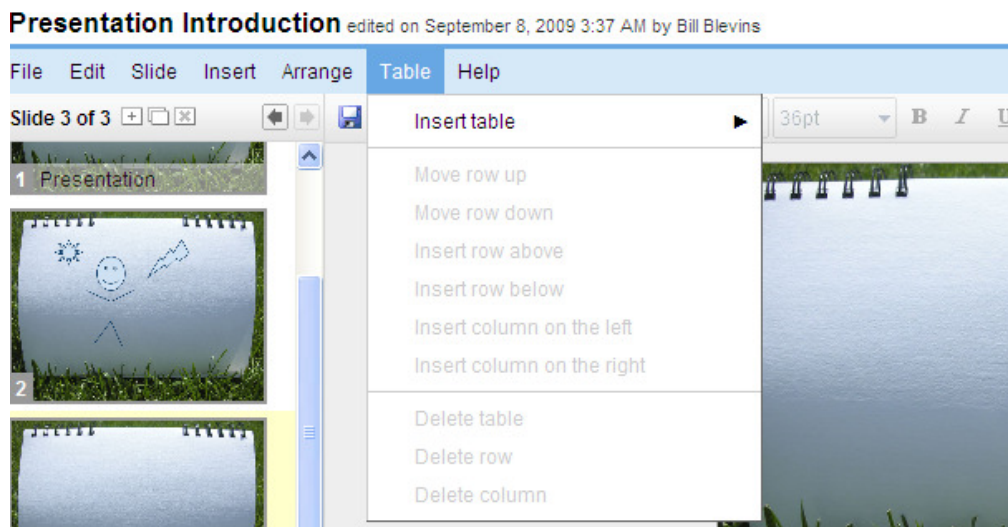 Presentation Introduction edited on September 8, 2009 3:37 AM by Bill Blevins
File Edit Slide Insert Arrange Table Help
Slide 3 of 3
36pt B I U
Insert table
Move row up
Move row down
Insert row above
Insert row below
Insert column on the left
Insert column on the right
Delete table
Delete row
Delete column
1 Presentation
2